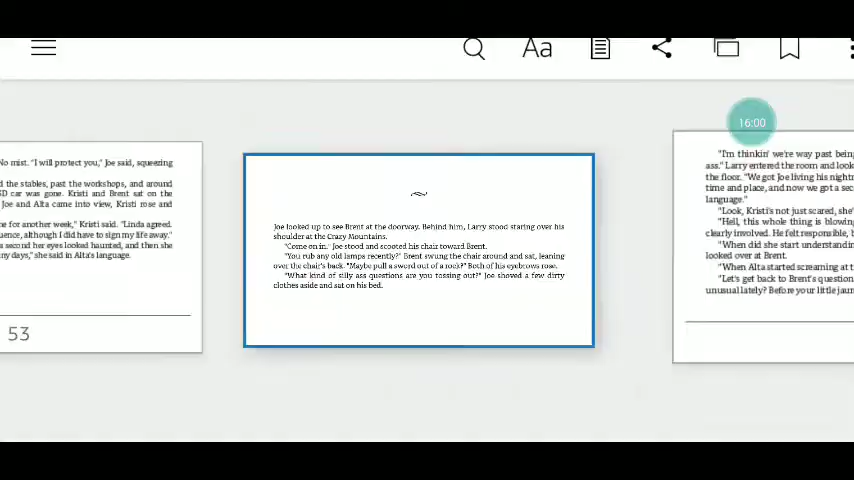 Aa
16:00
No mist. "I will protect you," Joe said, squeezing
d the stables, past the workshops, and around
SD car was gone. Kristi and Brent sat on the
Joe and Alta came into view, Kristi rose and
e for another week," Kristi said. "Linda agreed.
uence, although I did have to sign my life away."
a second her eyes looked haunted, and then she
ny days," she said in Alta's language.
53
Joe looked up to see Brent at the doorway. Behind him, Larry stood staring over his
shoulder at the Crazy Mountains.
"Come on in." Joe stood and scooted his chair toward Brent.
"You rub any old lamps recently?" Brent swung the chair around and sat, leaning
over the chair's back. "Maybe pull a sword out of a rock?" Both of his eyebrows rose.
"What kind of silly ass questions are you tossing out?" Joe shoved a few dirty
clothes aside and sat on his bed.
"I'm thinkin' we're way past being
ass." Larry entered the room and look
the floor. "We got Joe living his nightm
time and place, and now we got a sec
language."
"Look, Kristi's not just scared, she'
"Hell, this whole thing is blowing
clearly involved. He felt responsible, b
"When did she start understandin
looked over at Brent.
"When Alta started screaming at t
"Let's get back to Brent's question
unusual lately? Before your little jaun